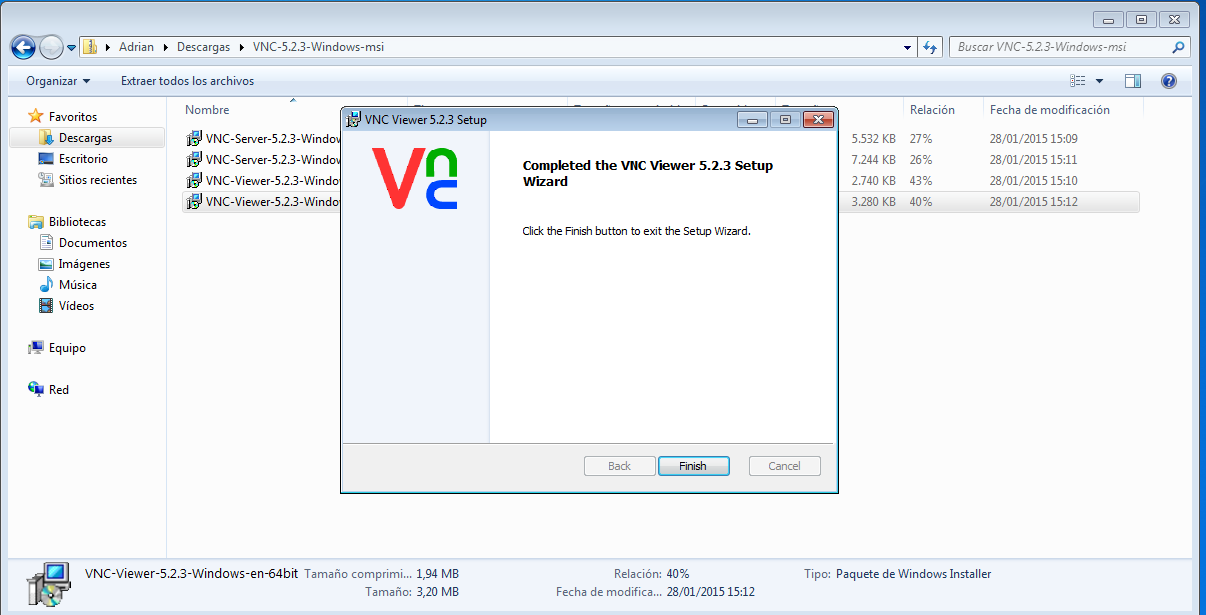 Adrian Descargas VNC-5.2.3-Windows-msi
Buscar VNC-5.2.3-Windows-msi
Organizar Extraer todos los archivos
Favoritos
Descargas
Escritorio
Sitios recientes
Bibliotecas
Documentos
Imágenes
Música
Vídeos
Equipo
Red
Nombre Relación Fecha de modificación
VNC-Server-5.2.3-Window 5.532 KB 27% 28/01/2015 15:09
VNC-Server-5.2.3-Window 7.244 KB 26% 28/01/2015 15:11
VNC-Viewer-5.2.3-Windo 2.740 KB 43% 28/01/2015 15:10
VNC-Viewer-5.2.3-Windo 3.280 KB 40% 28/01/2015 15:12
VNC Viewer 5.2.3 Setup
Vnc
Completed the VNC Viewer 5.2.3 Setup
Wizard
Click the Finish button to exit the Setup Wizard.
Back Finish Cancel
VNC-Viewer-5.2.3-Windows-en-64bit Tamaño comprimi... 1,94 MB Relación: 40% Tipo: Paquete de Windows Installer
Tamaño: 3,20 MB Fecha de modifica... 28/01/2015 15:12